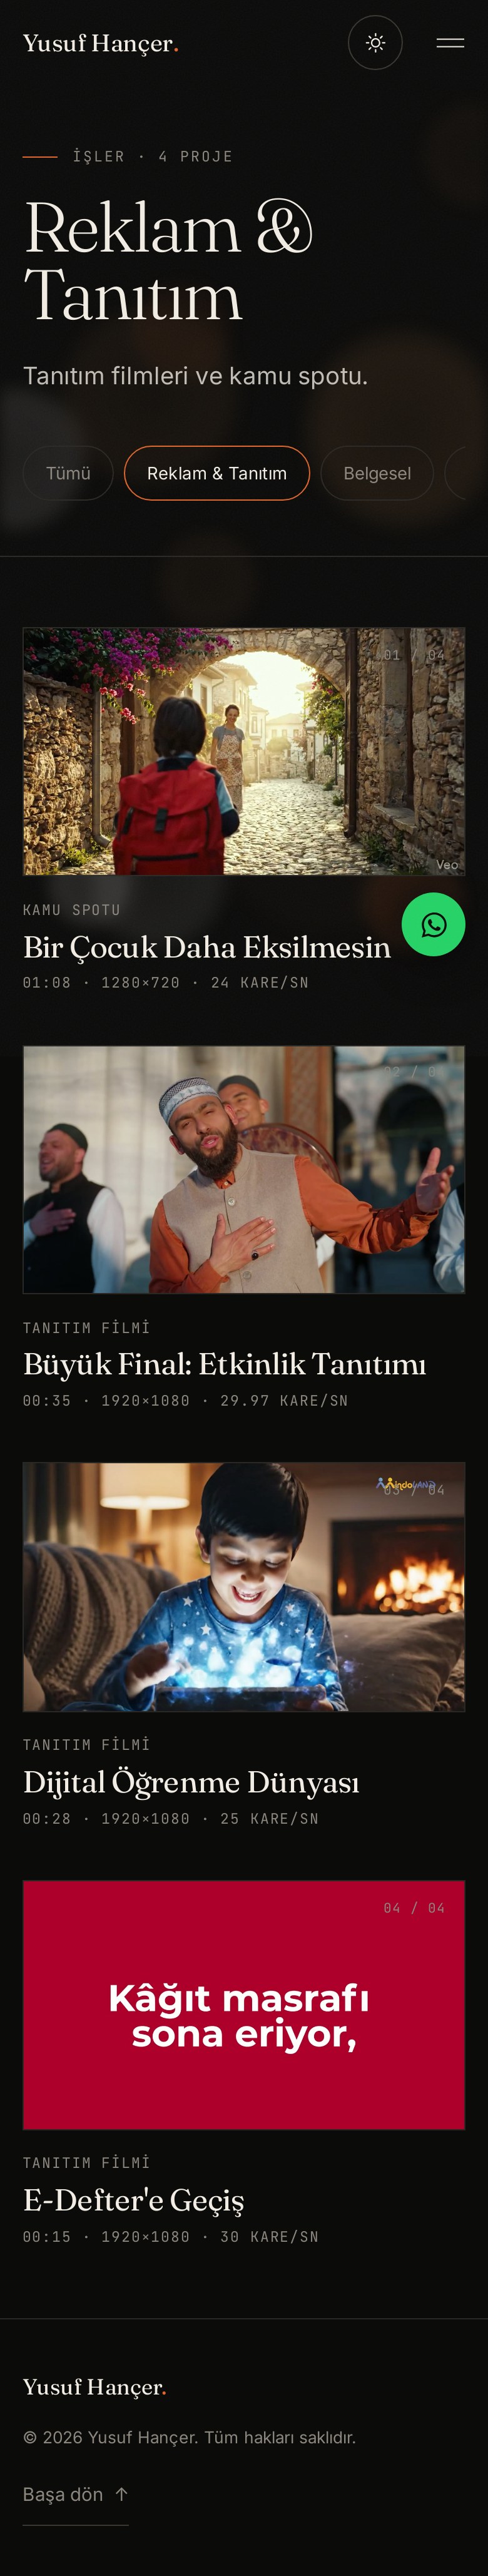 Yusuf Hançer.
İŞLER · 4 PROJE
Reklam &
Tanıtım
Tanıtım filmleri ve kamu spotu.
Tümü
Reklam & Tanıtım
Belgesel
01 / 04
Veo
KAMU SPOTU
Bir Çocuk Daha Eksilmesin
01:08 · 1280×720 · 24 KARE/SN
TANITIM FİLMİ
Büyük Final: Etkinlik Tanıtımı
00:35 · 1920×1080 · 29.97 KARE/SN
03 / 04
TANITIM FİLMİ
Dijital Öğrenme Dünyası
00:28 · 1920×1080 · 25 KARE/SN
04 / 04
Kâğıt masrafı
sona eriyor,
TANITIM FİLMİ
E-Defter'e Geçiş
00:15 · 1920×1080 · 30 KARE/SN
Yusuf Hançer.
© 2026 Yusuf Hançer. Tüm hakları saklıdır.
Başa dön ↑